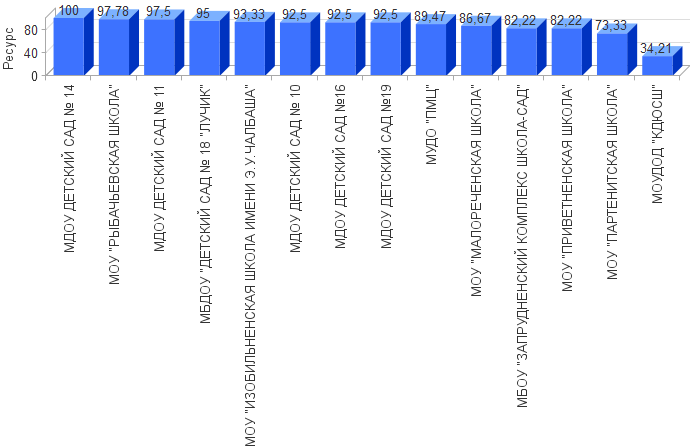 100
97,78
97,5
95
93,33
92,5
92,5
92,5
89,47
86,67
82,22
82,22
73,33
34,21
80
40
0
Ресурс
МДОУ ДЕТСКИЙ САД № 14
МОУ "РЫБАЧЬЕВСКАЯ ШКОЛА"
МДОУ ДЕТСКИЙ САД № 11
МБДОУ "ДЕТСКИЙ САД № 18 "ЛУЧИК"
МОУ "ИЗОБИЛЬНЕНСКАЯ ШКОЛА ИМЕНИ Э.У.ЧАЛБАША"
МДОУ ДЕТСКИЙ САД № 10
МДОУ ДЕТСКИЙ САД №16
МДОУ ДЕТСКИЙ САД №19
МУДО "ПМЦ"
МОУ "МАЛОРЕЧЕНСКАЯ ШКОЛА"
МБОУ "ЗАПРУДНЕНСКИЙ КОМПЛЕКС ШКОЛА-САД"
МОУ "ПРИВЕТНЕНСКАЯ ШКОЛА"
МОУ "ПАРТЕНИТСКАЯ ШКОЛА"
МОУДОД "КДЮСШ"